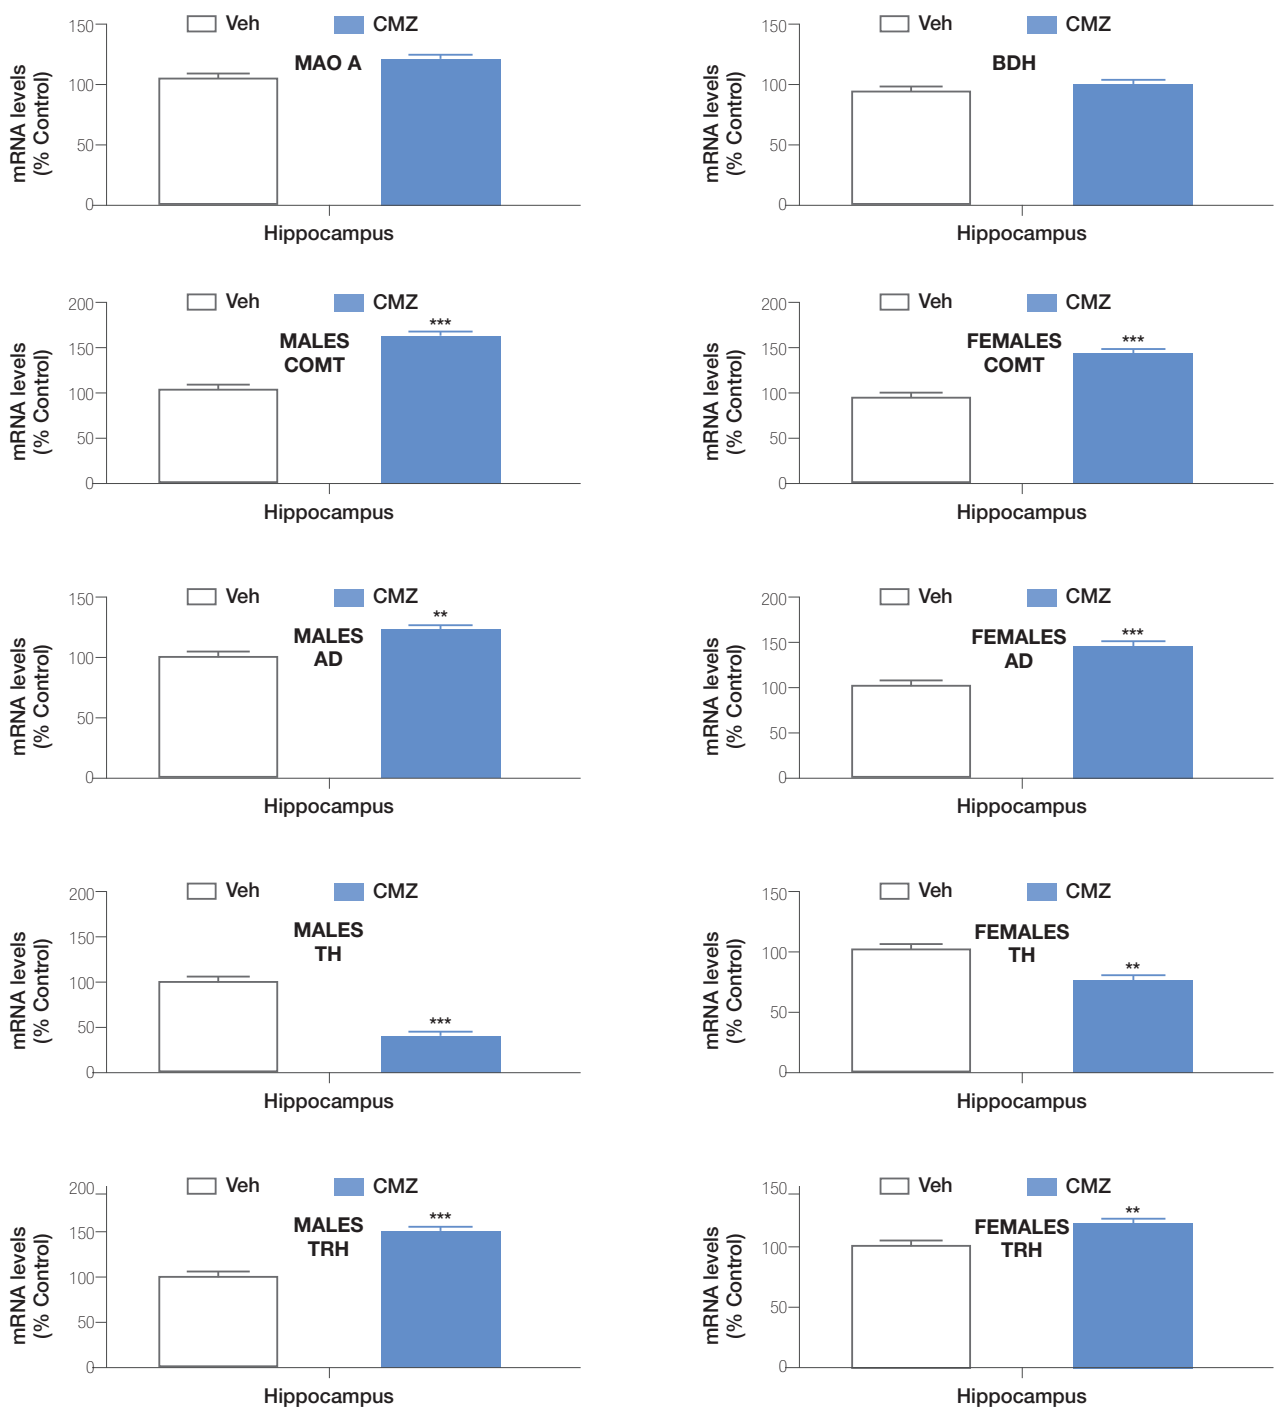 Veh CMZ
MAO A
mRNA levels
(% Control)
150
100
50
0
Hippocampus
Veh CMZ
BDH
mRNA levels
(% Control)
150
100
50
0
Hippocampus
Veh CMZ
MALES
COMT
***
mRNA levels
(% Control)
200
150
100
50
0
Hippocampus
Veh CMZ
FEMALES
COMT
***
mRNA levels
(% Control)
200
150
100
50
0
Hippocampus
Veh CMZ
MALES
AD
**
mRNA levels
(% Control)
150
100
50
0
Hippocampus
Veh CMZ
FEMALES
AD
***
mRNA levels
(% Control)
200
150
100
50
0
Hippocampus
Veh CMZ
MALES
TH
***
mRNA levels
(% Control)
200
150
100
50
0
Hippocampus
Veh CMZ
FEMALES
TH
**
mRNA levels
(% Control)
150
100
50
0
Hippocampus
Veh CMZ
MALES
TRH
***
mRNA levels
(% Control)
200
150
100
50
0
Hippocampus
Veh CMZ
FEMALES
TRH
**
mRNA levels
(% Control)
150
100
50
0
Hippocampus